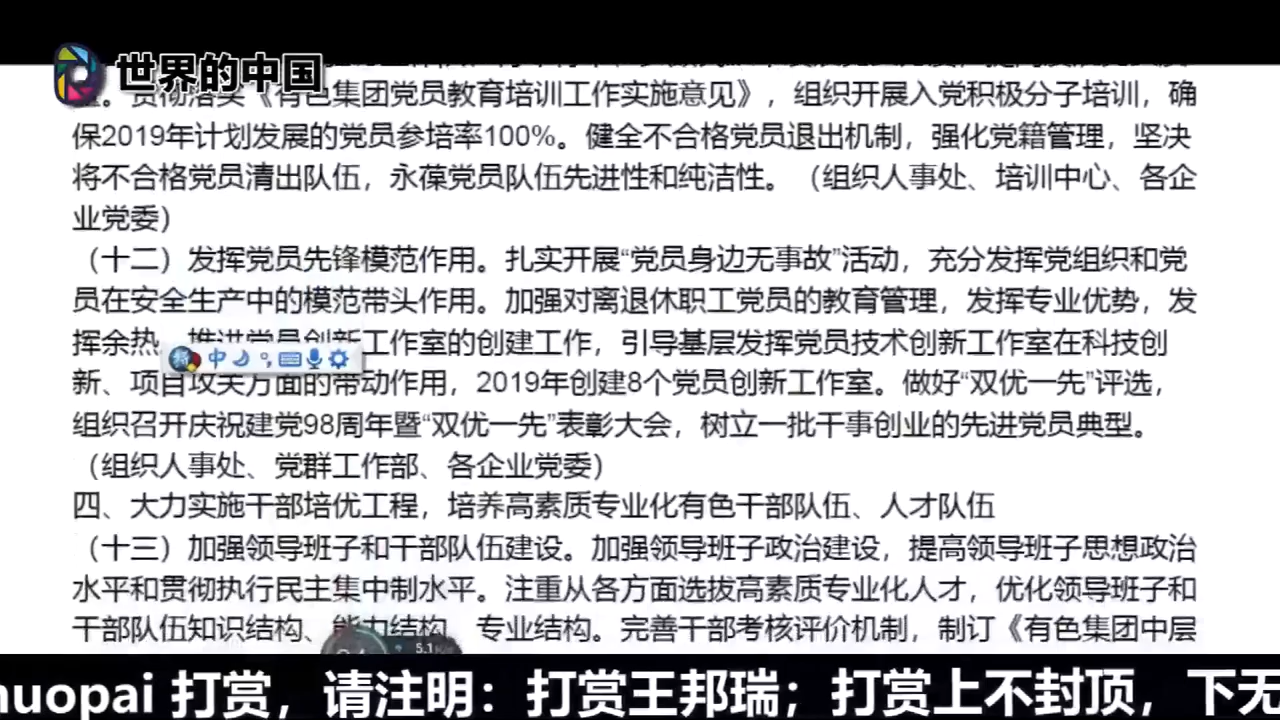 世界的中国
。贯彻落实《有色集团党员教育培训工作实施意见》，组织开展入党积极分子培训，确
保2019年计划发展的党员参培率100%。健全不合格党员退出机制，强化党籍管理，坚决
将不合格党员清出队伍，永葆党员队伍先进性和纯洁性。（组织人事处、培训中心、各企
业党委）
（十二）发挥党员先锋模范作用。扎实开展“党员身边无事故”活动，充分发挥党组织和党
员在安全生产中的模范带头作用。加强对离退休职工党员的教育管理，发挥专业优势，发
挥余热。推进党员创新工作室的创建工作，引导基层发挥党员技术创新工作室在科技创
中
新、项目攻关方面的带动作用，2019年创建8个党员创新工作室。做好“双优一先”评选，
组织召开庆祝建党98周年暨“双优一先”表彰大会，树立一批干事创业的先进党员典型。
（组织人事处、党群工作部、各企业党委）
四、大力实施干部培优工程，培养高素质专业化有色干部队伍、人才队伍
（十三）加强领导班子和干部队伍建设。加强领导班子政治建设，提高领导班子思想政治
水平和贯彻执行民主集中制水平。注重从各方面选拔高素质专业化人才，优化领导班子和
干部队伍知识结构、能力结构、专业结构。完善干部考核评价机制，制订《有色集团中层
5.1
huopai 打赏，请注明：打赏王邦瑞；打赏上不封顶，下无